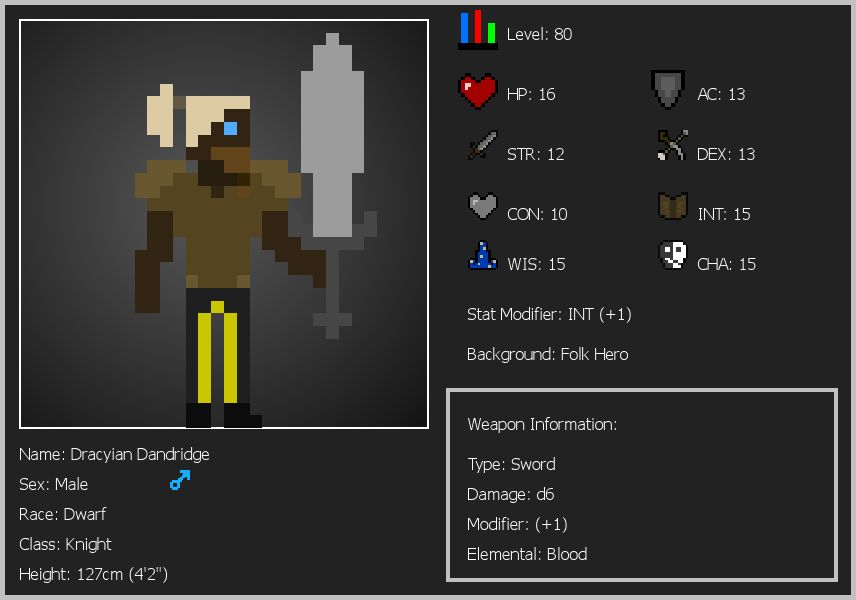 Level: 80
HP: 16
AC: 13
STR: 12
DEX: 13
CON: 10
INT: 15
WIS: 15
CHA: 15
Stat Modifier: INT (+1)
Background: Folk Hero
Weapon Information:
Type: Sword
Damage: d6
Modifier: (+1)
Elemental: Blood
Name: Dracyian Dandridge
Sex: Male
Race: Dwarf
Class: Knight
Height: 127cm (4'2")